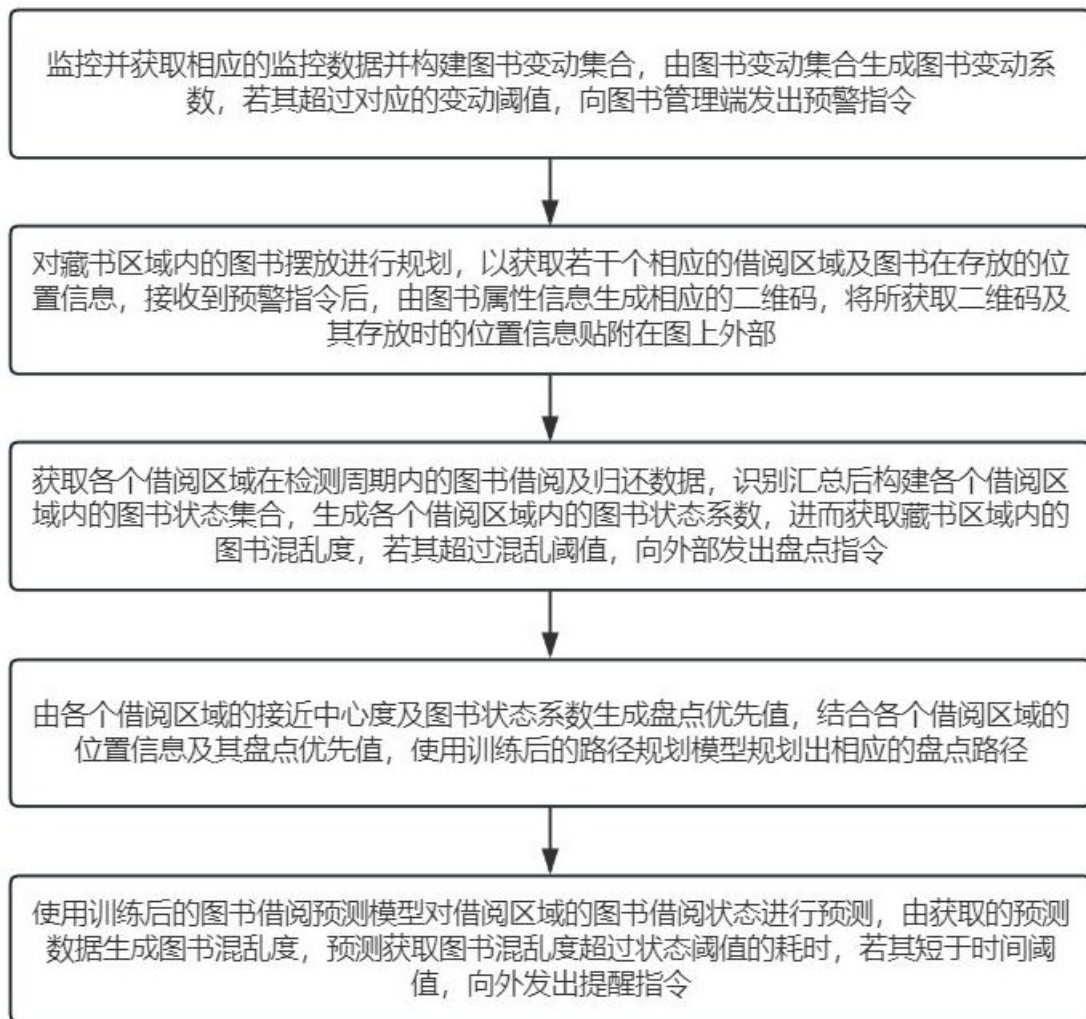 监控并获取相应的监控数据并构建图书变动集合，由图书变动集合生成图书变动系
数，若其超过对应的变动阈值，向图书管理端发出预警指令
对藏书区域内的图书摆放进行规划，以获取若干个相应的借阅区域及图书在存放的位
置信息，接收到预警指令后，由图书属性信息生成相应的二维码，将所获取二维码及
其存放时的位置信息贴附在图上外部
获取各个借阅区域在检测周期内的图书借阅及归还数据，识别汇总后构建各个借阅区
域内的图书状态集合，生成各个借阅区域内的图书状态系数，进而获取藏书区域内的
图书混乱度，若其超过混乱阈值，向外部发出盘点指令
由各个借阅区域的接近中心度及图书状态系数生成盘点优先值，结合各个借阅区域的
位置信息及其盘点优先值，使用训练后的路径规划模型规划出相应的盘点路径
使用训练后的图书借阅预测模型对借阅区域的图书借阅状态进行预测，由获取的预测
数据生成图书混乱度，预测获取图书混乱度超过状态阈值的耗时，若其短于时间阈
值，向外发出提醒指令